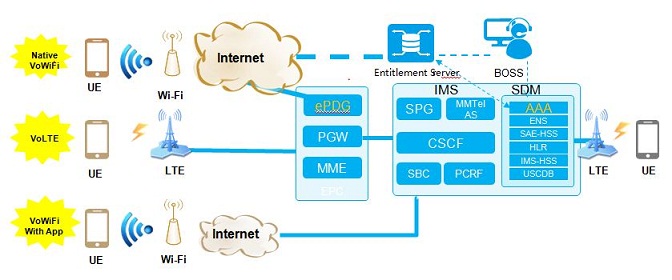 Native
VoWiFi
UE
Wi-Fi
Internet
Entitlement Server
BOSS
IMS
SDM
ePDG
PGW
MME
EPC
SPG
MMTel
AS
CSCF
SBC
PCRF
AAA
ENS
SAE-HSS
HLR
IMS-HSS
USCDB
VoLTE
UE
LTE
LTE
UE
VoWiFi
With App
UE
Wi-Fi
Internet